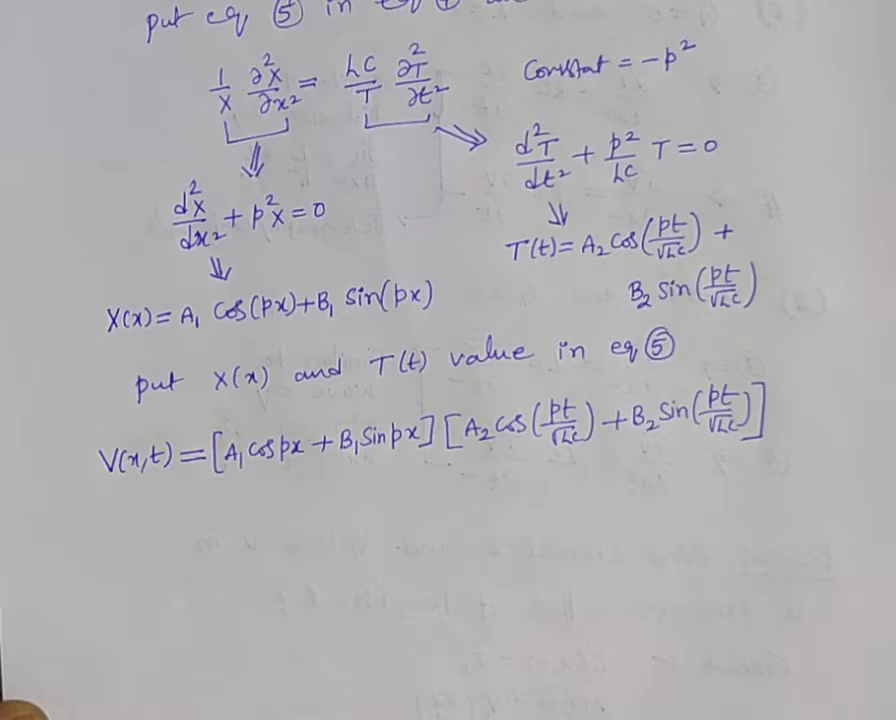 put eq ⑤ in eq
1/X ∂²X/∂x² = LC/T ∂²T/∂t²
Constat = -p²
d²T/dt² + p²/LC T = 0
d²X/dx² + p²X = 0
T(t) = A₂ Cos(pt/√LC) +
B₂ Sin(pt/√LC)
X(x) = A₁ Cos(px) + B₁ Sin(px)
put X(x) and T(t) value in eq ⑤
V(x,t) = [A₁ Cos px + B₁ Sin px] [A₂ Cos(pt/√LC) + B₂ Sin(pt/√LC)]